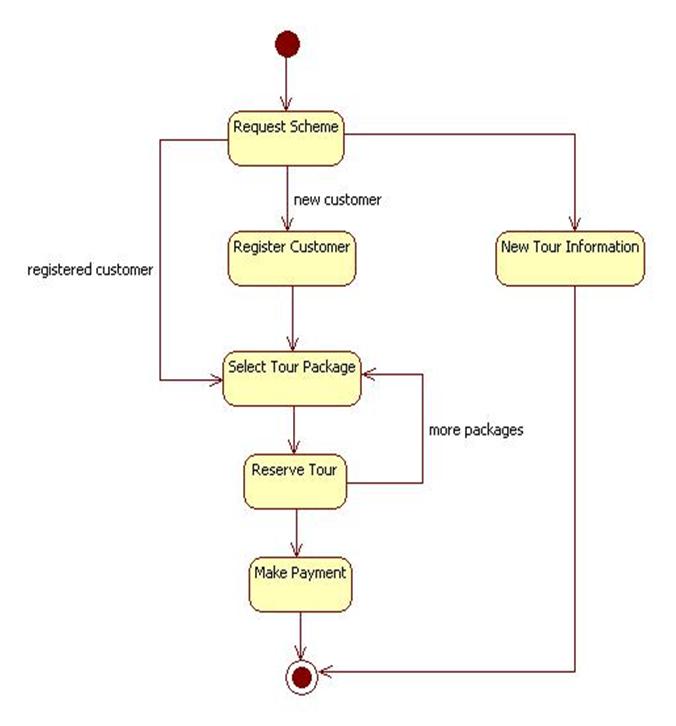 Request Scheme
new customer
Register Customer
New Tour Information
registered customer
Select Tour Package
more packages
Reserve Tour
Make Payment